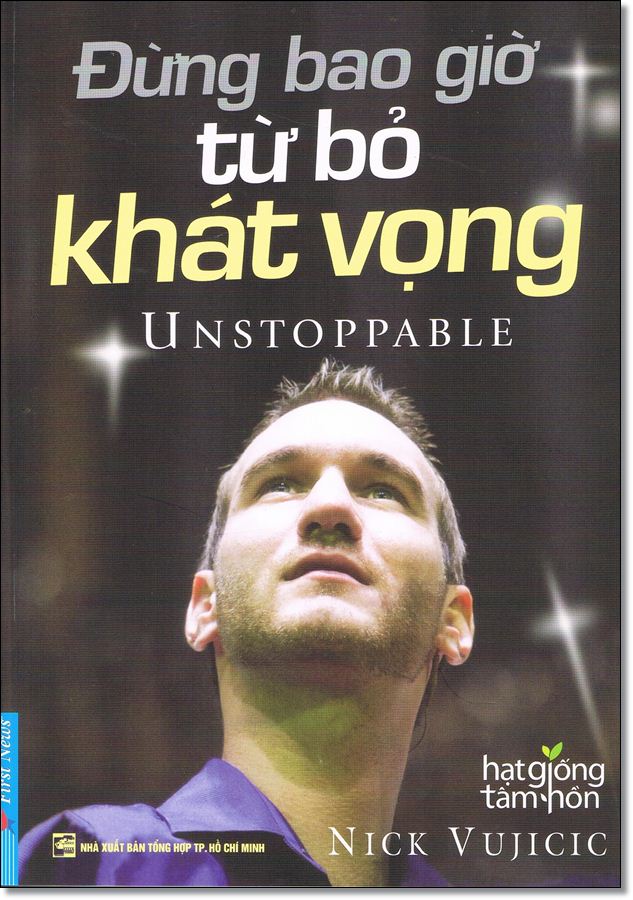 Đừng bao giờ
từ bỏ
khát vọng
UNSTOPPABLE
First News
hạt giống
tâm hồn
NHÀ XUẤT BẢN TỔNG HỢP TP. HỒ CHÍ MINH
NICK VUJICIC